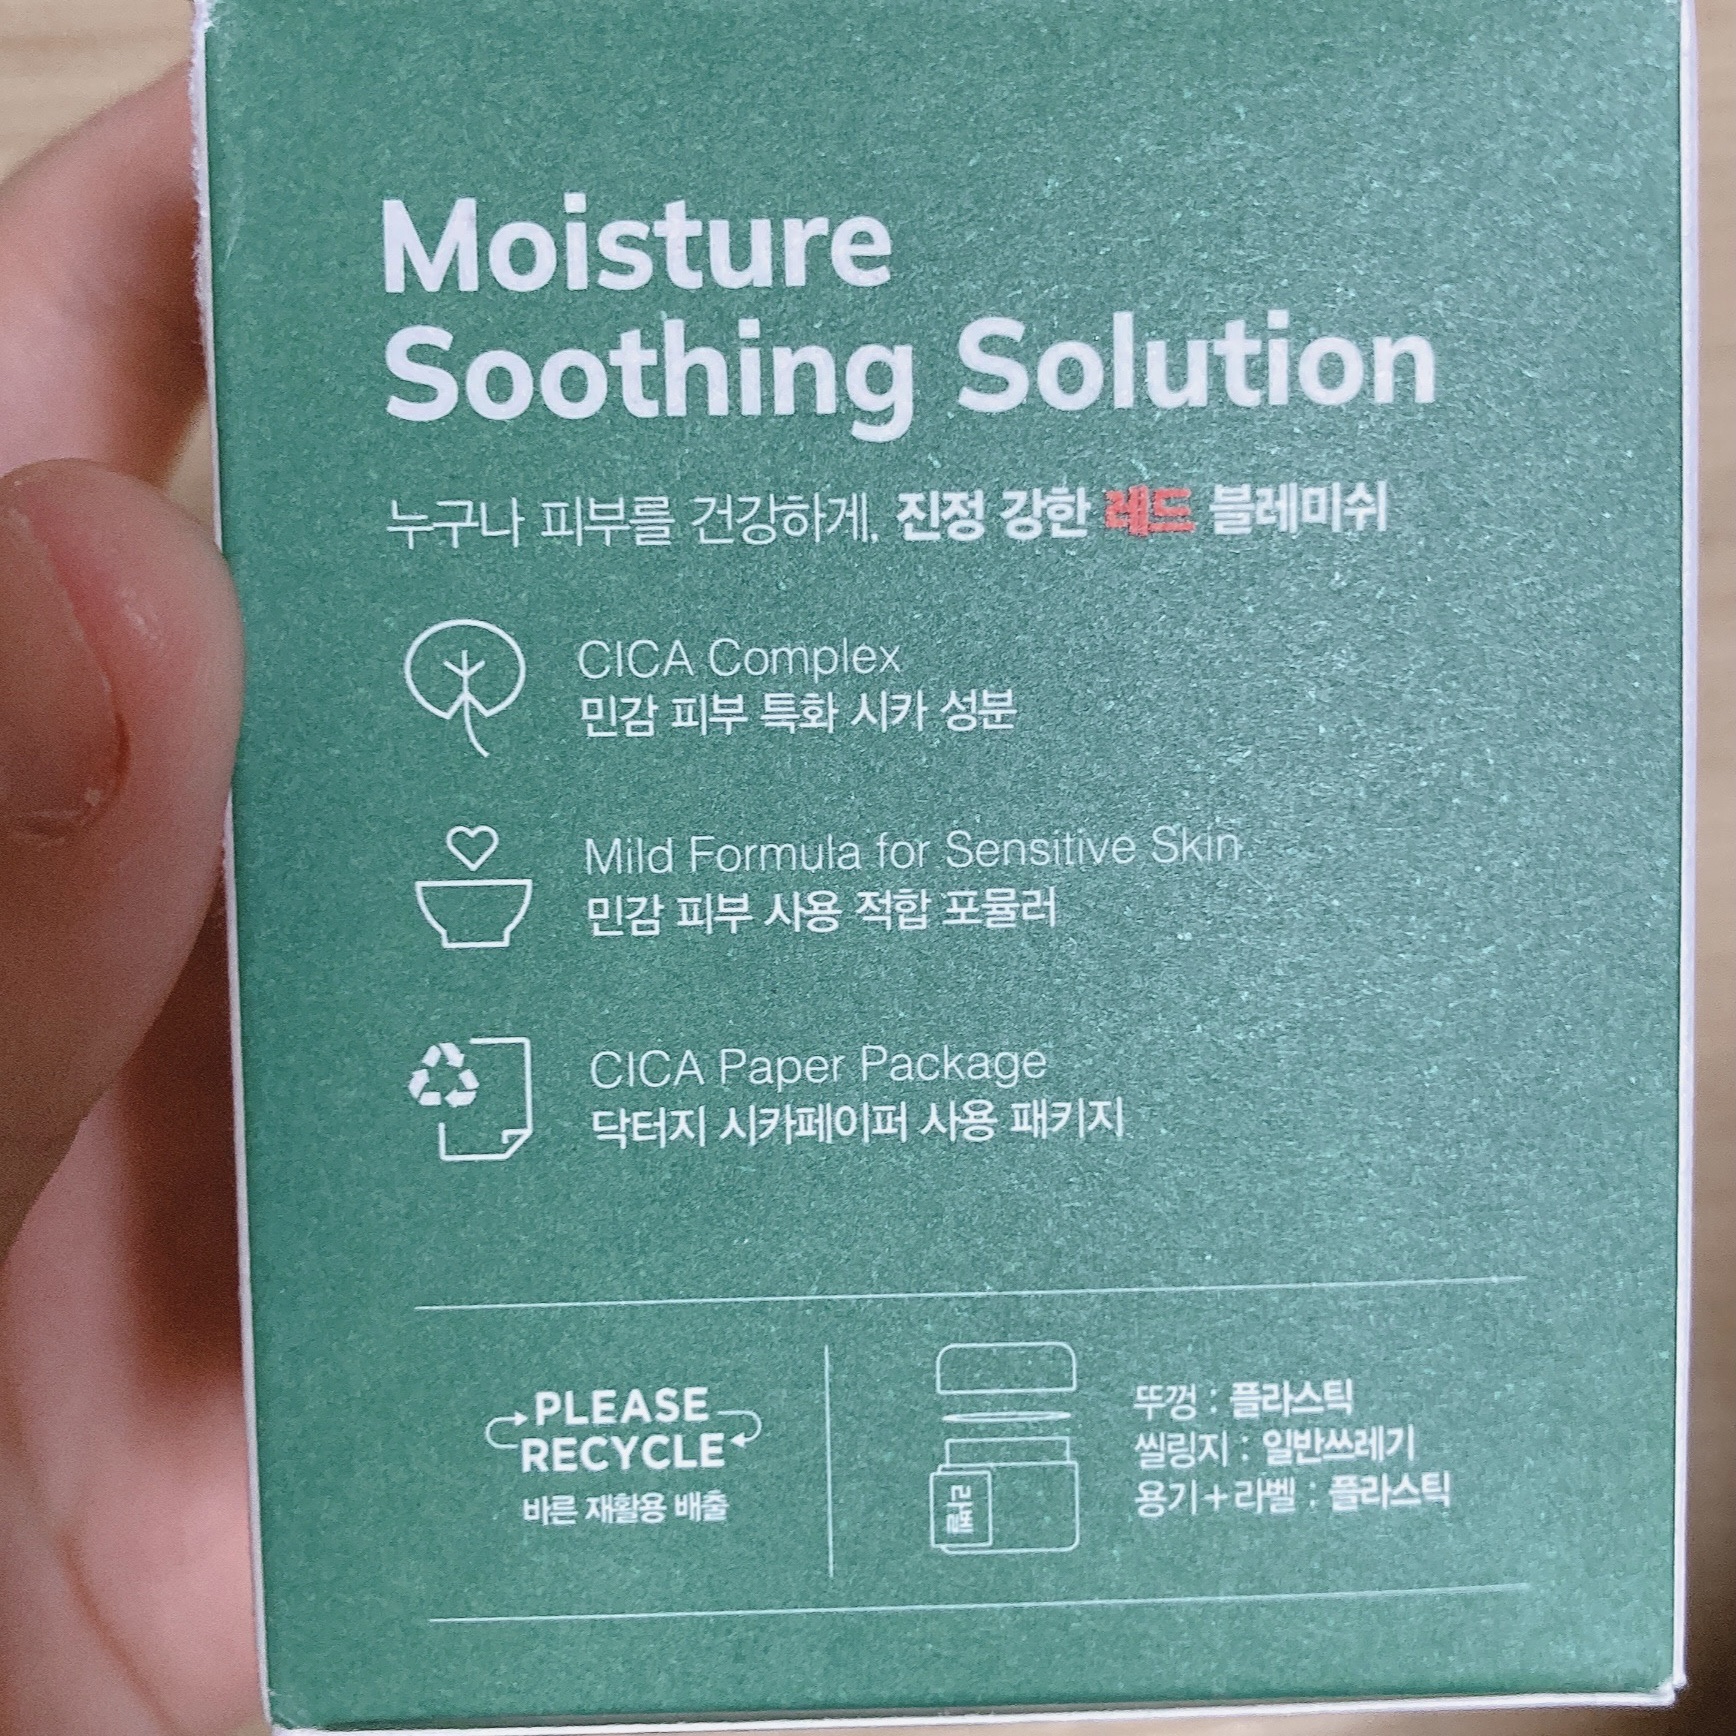 Moisture
Soothing Solution
누구나 피부를 건강하게. 진정 강한 레드 블레미쉬
CICA Complex
민감 피부 특화 시카 성분
Mild Formula for Sensitive Skin
민감 피부 사용 적합 포뮬러
CICA Paper Package
닥터지 시카페이퍼 사용 패키지
PLEASE
RECYCLE
바른 재활용 배출
라벨
뚜껑 : 플라스틱
씰링지 : 일반쓰레기
용기+라벨 : 플라스틱